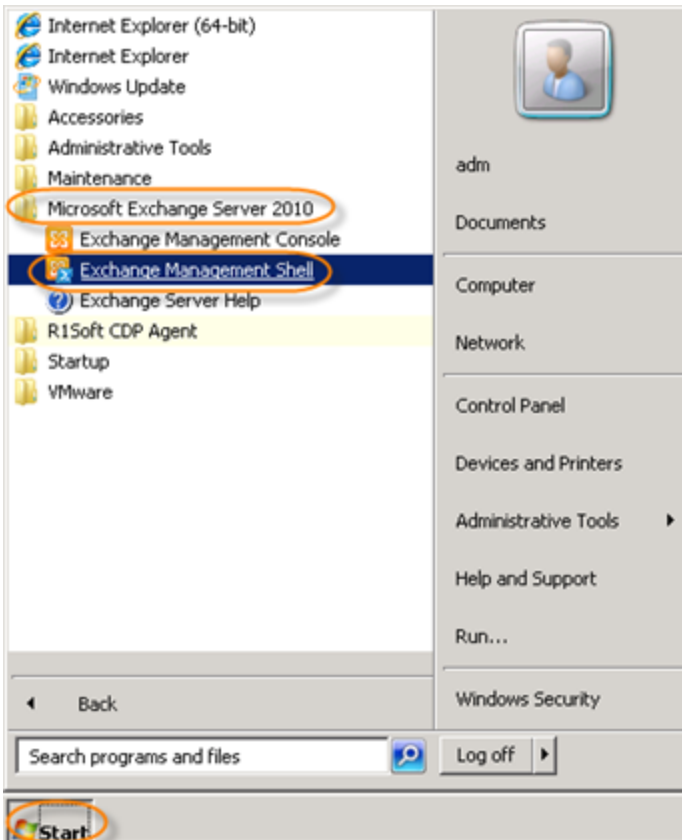 Internet Explorer (64-bit)
Internet Explorer
Windows Update
Accessories
Administrative Tools
Maintenance
Microsoft Exchange Server 2010
Exchange Management Console
Exchange Management Shell
Exchange Server Help
R1Soft CDP Agent
Startup
VMware
Back
Search programs and files
adm
Documents
Computer
Network
Control Panel
Devices and Printers
Administrative Tools
Help and Support
Run...
Windows Security
Log off
Start